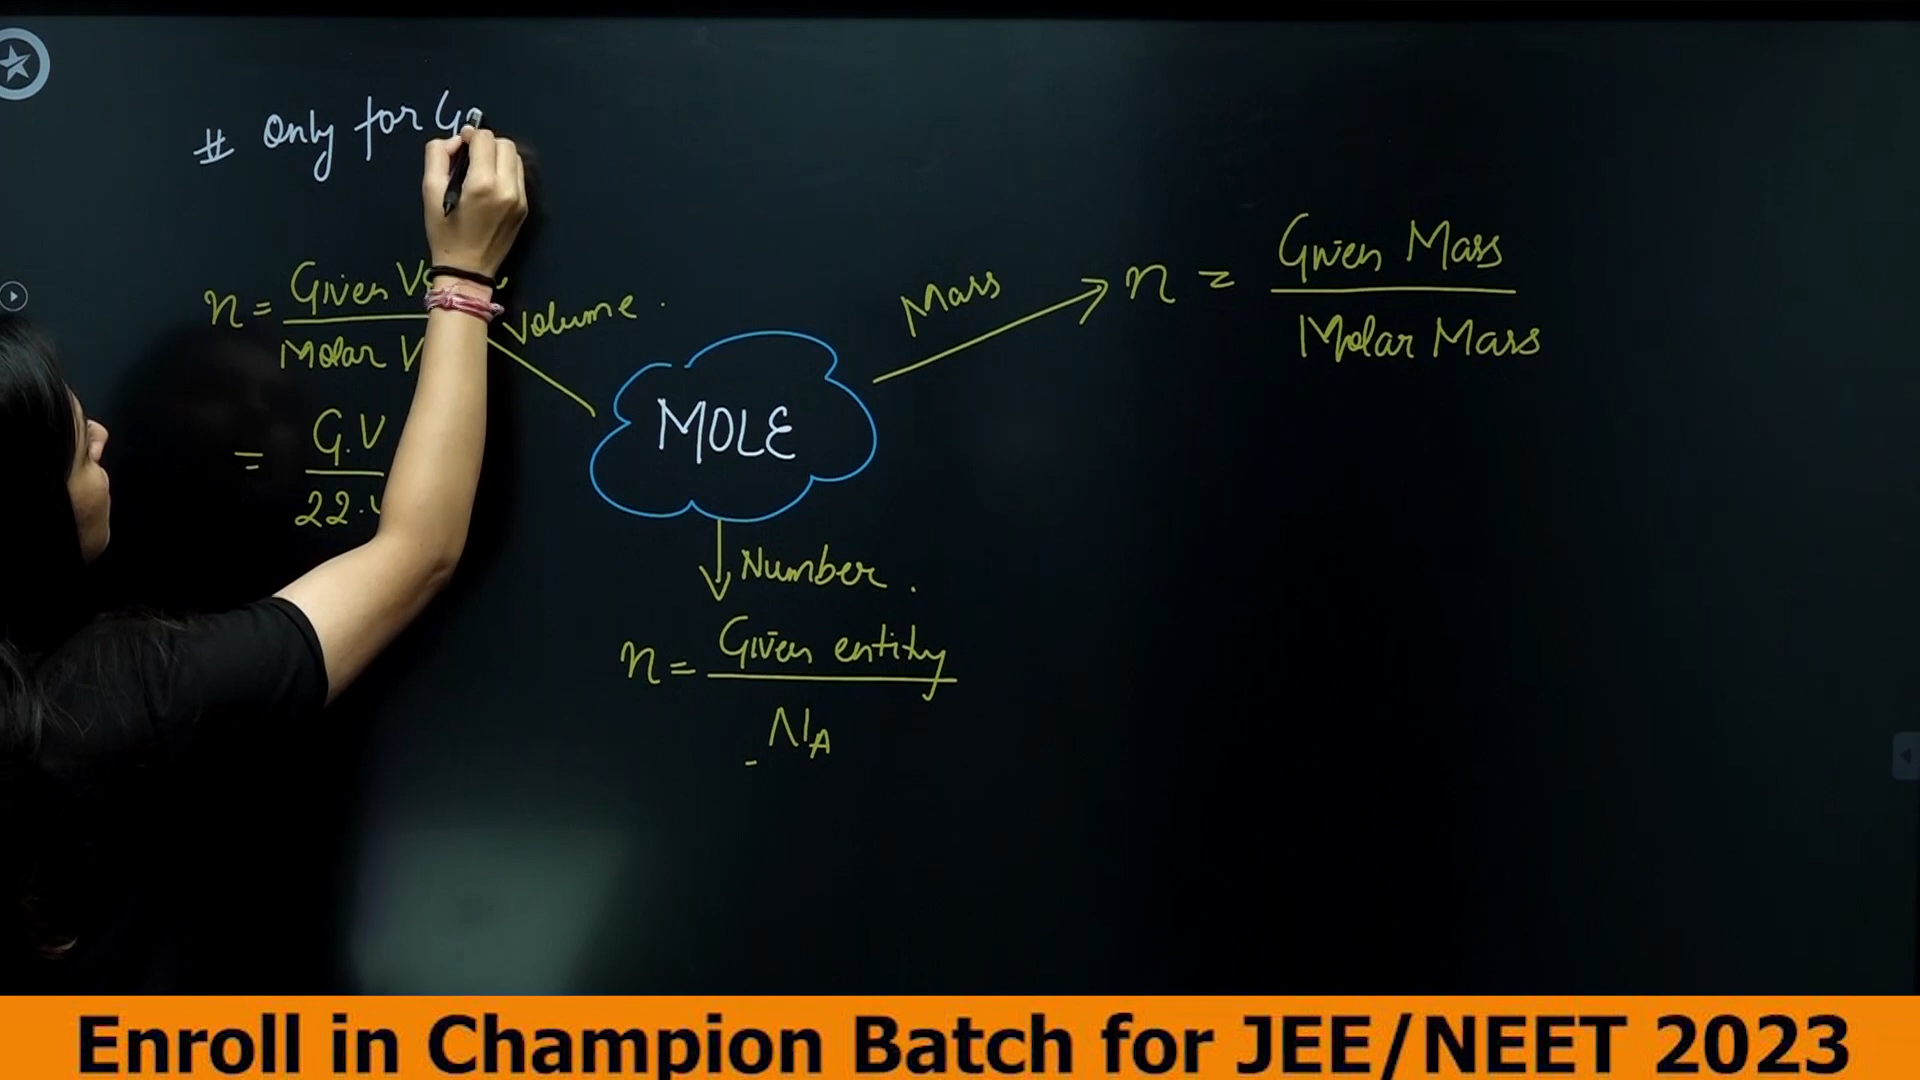 # Only for
n = Given
Molar
= G.V
22.
Volume.
MOLE
Mass
n = Given Mass
Molar Mass
Number.
n = Given entity
NA
Enroll in Champion Batch for JEE/NEET 2023